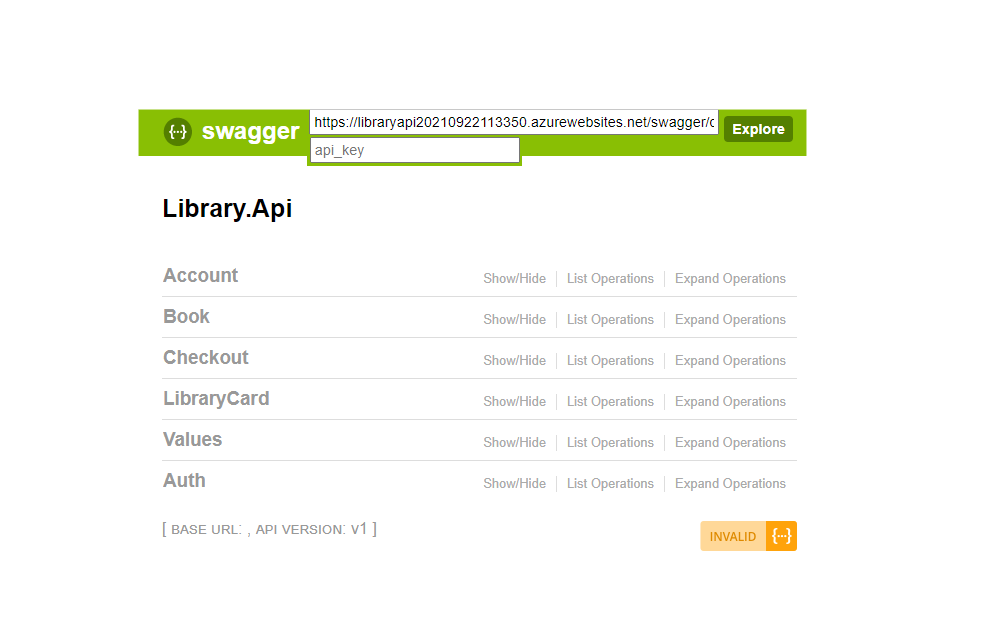 {···} swagger https://libraryapi20210922113350.azurewebsites.net/swagger/d Explore
api_key
Library.Api
Account Show/Hide List Operations Expand Operations
Book Show/Hide List Operations Expand Operations
Checkout Show/Hide List Operations Expand Operations
LibraryCard Show/Hide List Operations Expand Operations
Values Show/Hide List Operations Expand Operations
Auth Show/Hide List Operations Expand Operations
[ BASE URL: , API VERSION: V1 ] INVALID {···}